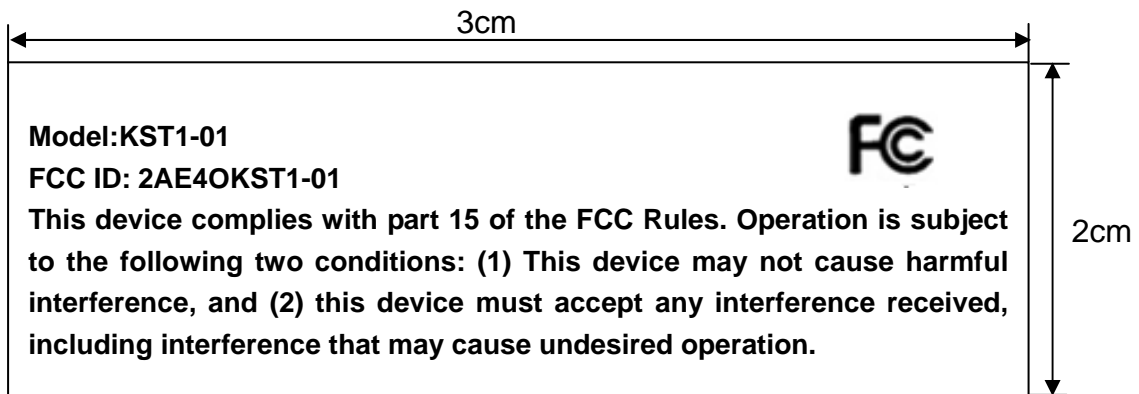 3cm
Model:KST1-01
FCC ID: 2AE4OKST1-01
This device complies with part 15 of the FCC Rules. Operation is subject
to the following two conditions: (1) This device may not cause harmful
interference, and (2) this device must accept any interference received,
including interference that may cause undesired operation.
FC
2cm